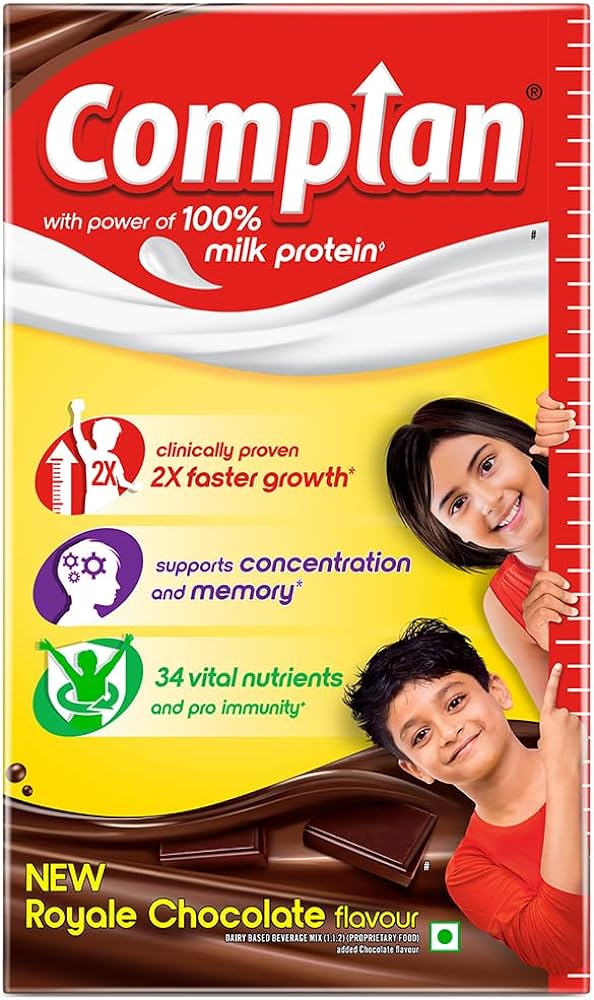 Complan®
with power of 100%
milk protein◊
#
2X
clinically proven
2X faster growth*
supports concentration
and memory*
34 vital nutrients
and pro immunity+
##
NEW
Royale Chocolate flavour
DAIRY BASED BEVERAGE MIX (1.1.2) (PROPRIETARY FOOD)
added Chocolate flavour